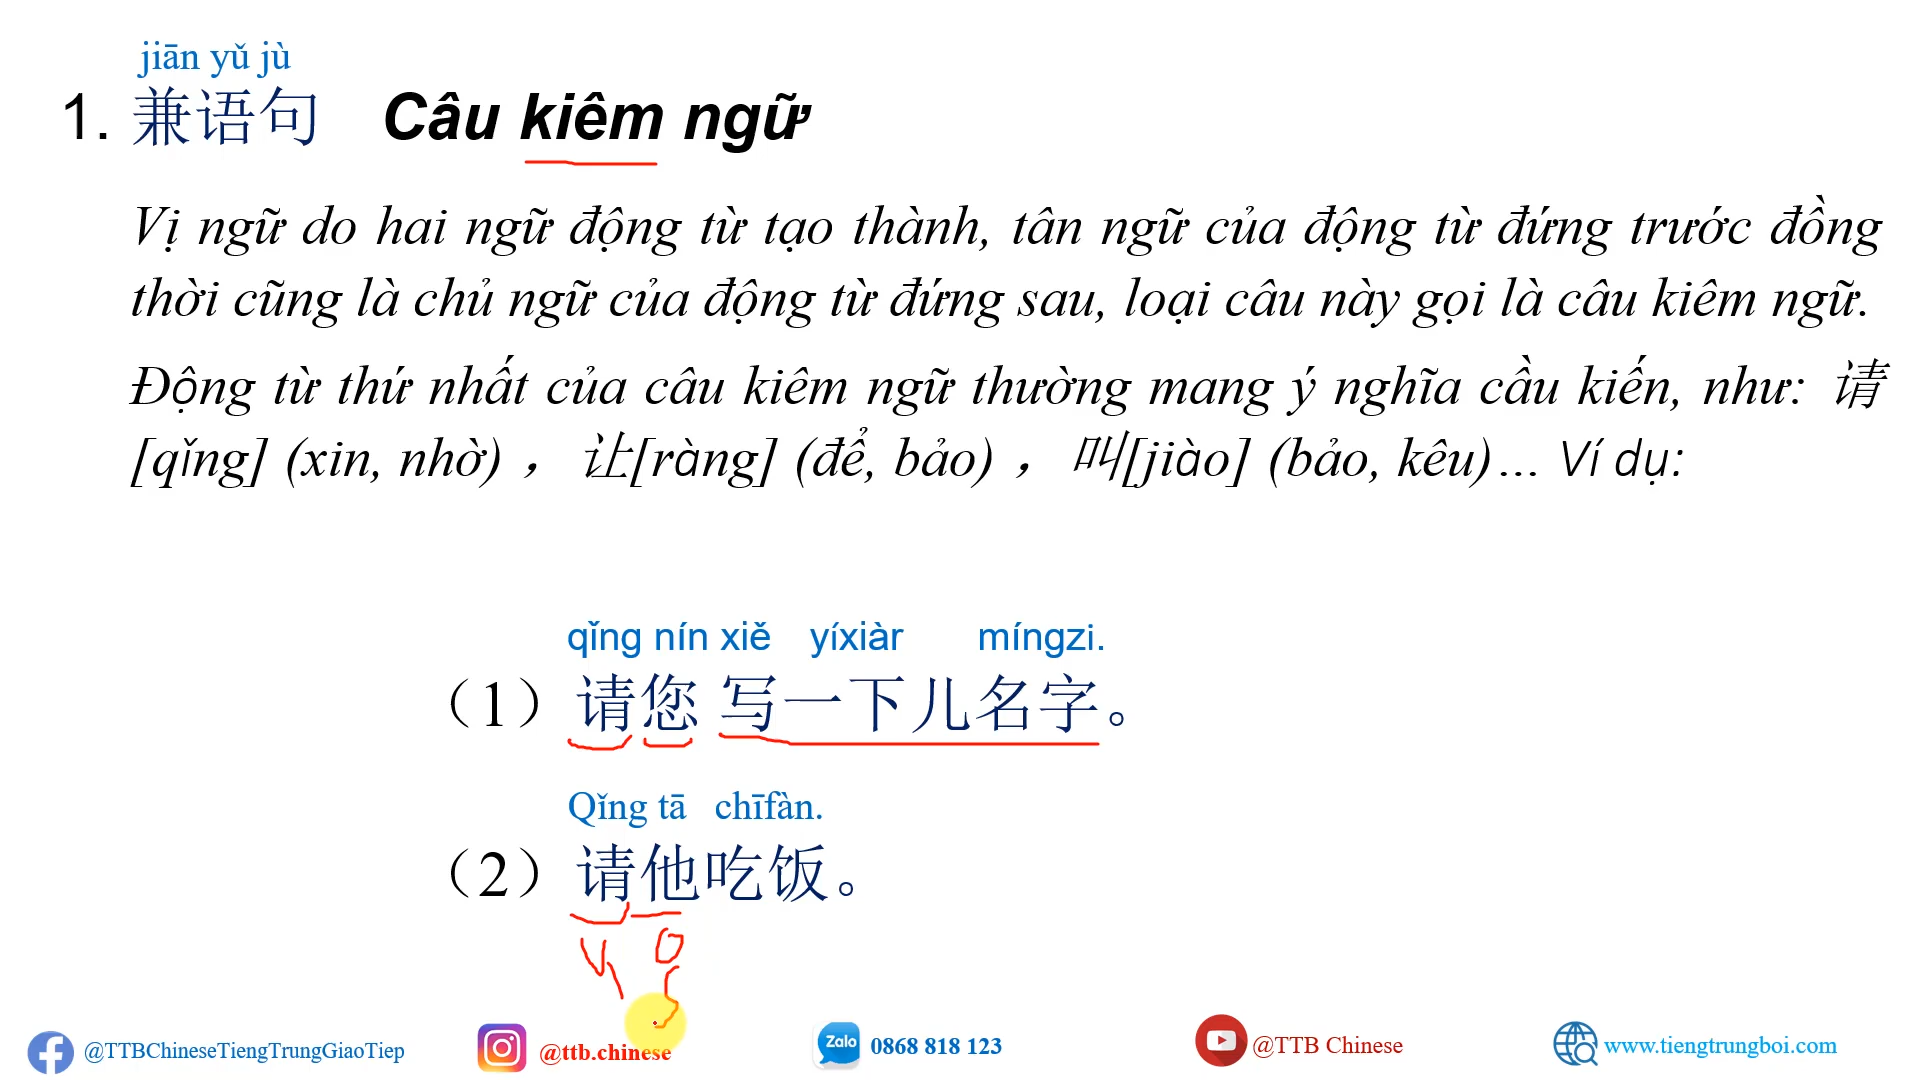 jiān yǔ jù
1. 兼语句 Câu kiêm ngữ
Vị ngữ do hai ngữ động từ tạo thành, tân ngữ của động từ đứng trước đồng
thời cũng là chủ ngữ của động từ đứng sau, loại câu này gọi là câu kiêm ngữ.
Động từ thứ nhất của câu kiêm ngữ thường mang ý nghĩa cầu kiến, như: 请
[qǐng] (xin, nhờ) ，让[ràng] (để, bảo) ，叫[jiào] (bảo, kêu)... Ví dụ:
qǐng nín xiě yíxiàr míngzi.
（1）请您 写一下儿名字。
Qǐng tā chīfàn.
（2）请他吃饭。
V1 O
S
@TTBChineseTiengTrungGiaoTiep @ttb.chinese Zalo 0868 818 123 @TTB Chinese www.tiengtrungboi.com